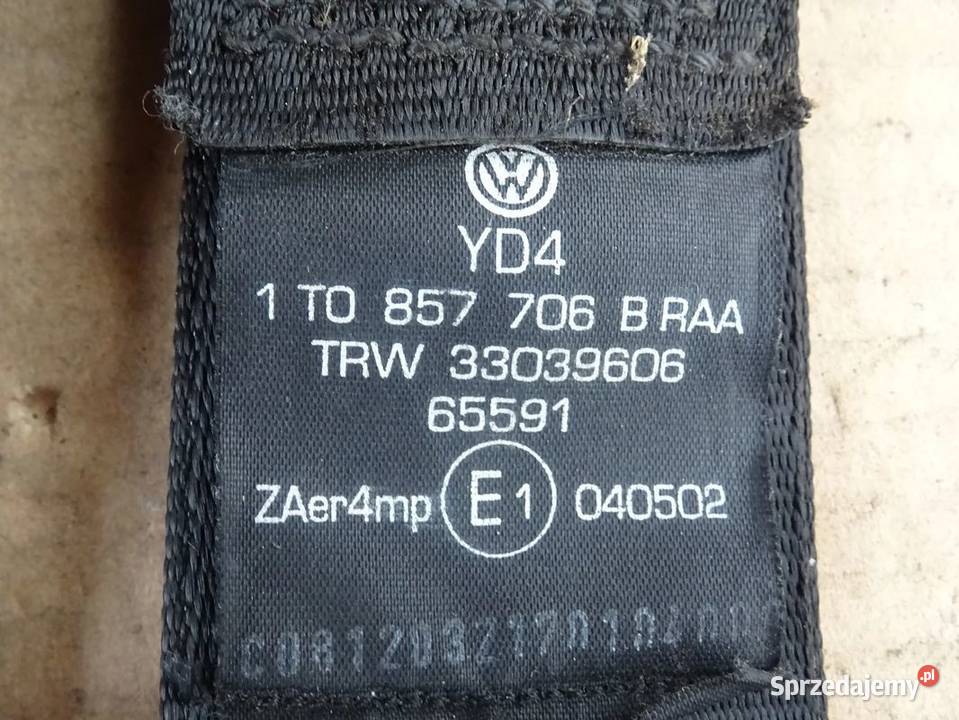 YD4
1 T0 857 706 B RAA
TRW 33039606
65591
ZAer4mp E1 040502
Sprzedajemy.pl